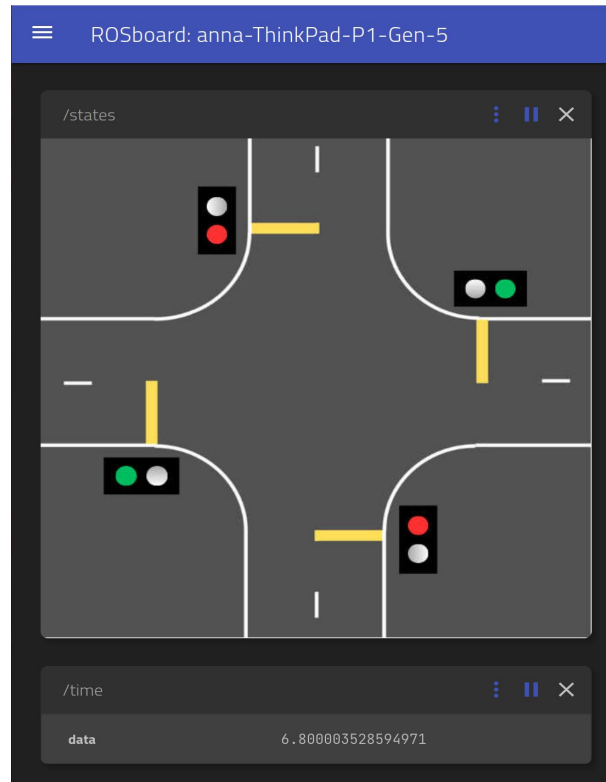 ROSboard: anna-ThinkPad-P1-Gen-5
/states
/time
data 6.800003528594971